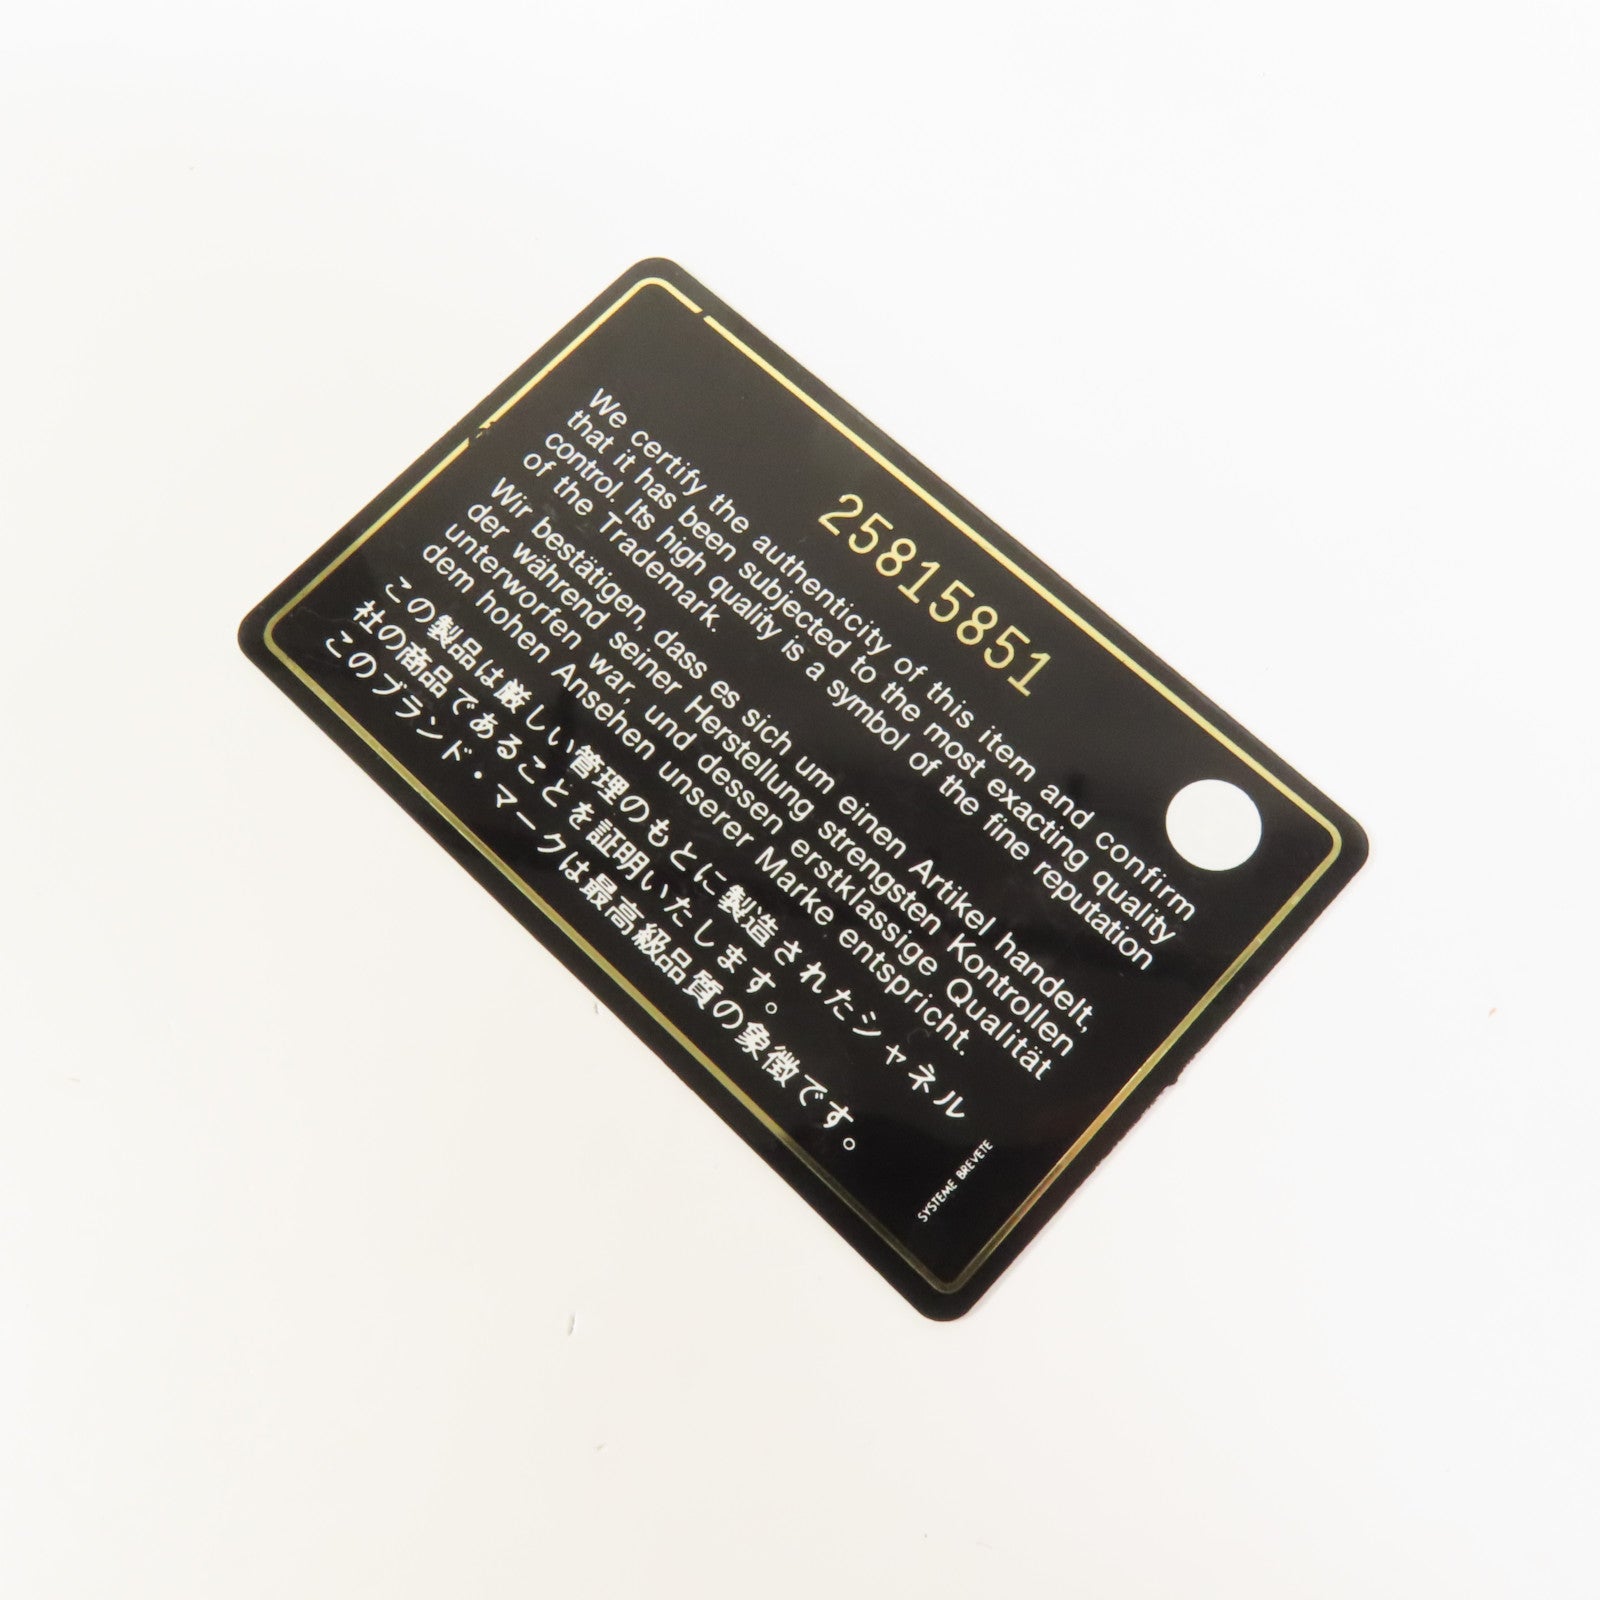 25815851
We certify the authenticity of this item and confirm
that it has been subjected to the most exacting quality
control. Its high quality is a symbol of the fine reputation
of the Trademark.
Wir bestätigen, dass es sich um einen Artikel handelt,
der während seiner Herstellung strengsten Kontrollen
unterworfen war, und dessen erstklassige Qualität
dem hohen Ansehen unserer Marke entspricht.
この製品は厳しい管理のもとに製造されたシャネル
社の商品であることを証明いたします。
このブランド・マークは最高級品質の象徴です。
SYSTEME BREVETE